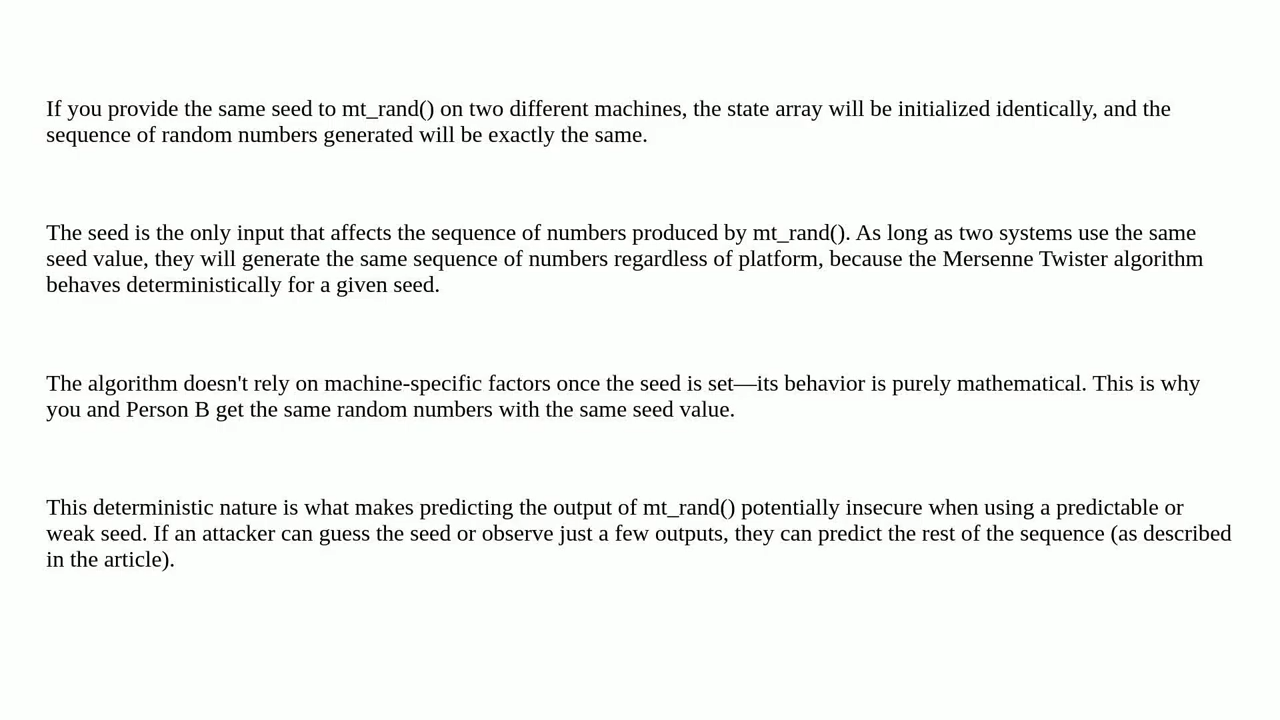 If you provide the same seed to mt_rand() on two different machines, the state array will be initialized identically, and the
sequence of random numbers generated will be exactly the same.
The seed is the only input that affects the sequence of numbers produced by mt_rand(). As long as two systems use the same
seed value, they will generate the same sequence of numbers regardless of platform, because the Mersenne Twister algorithm
behaves deterministically for a given seed.
The algorithm doesn't rely on machine-specific factors once the seed is set—its behavior is purely mathematical. This is why
you and Person B get the same random numbers with the same seed value.
This deterministic nature is what makes predicting the output of mt_rand() potentially insecure when using a predictable or
weak seed. If an attacker can guess the seed or observe just a few outputs, they can predict the rest of the sequence (as described
in the article).